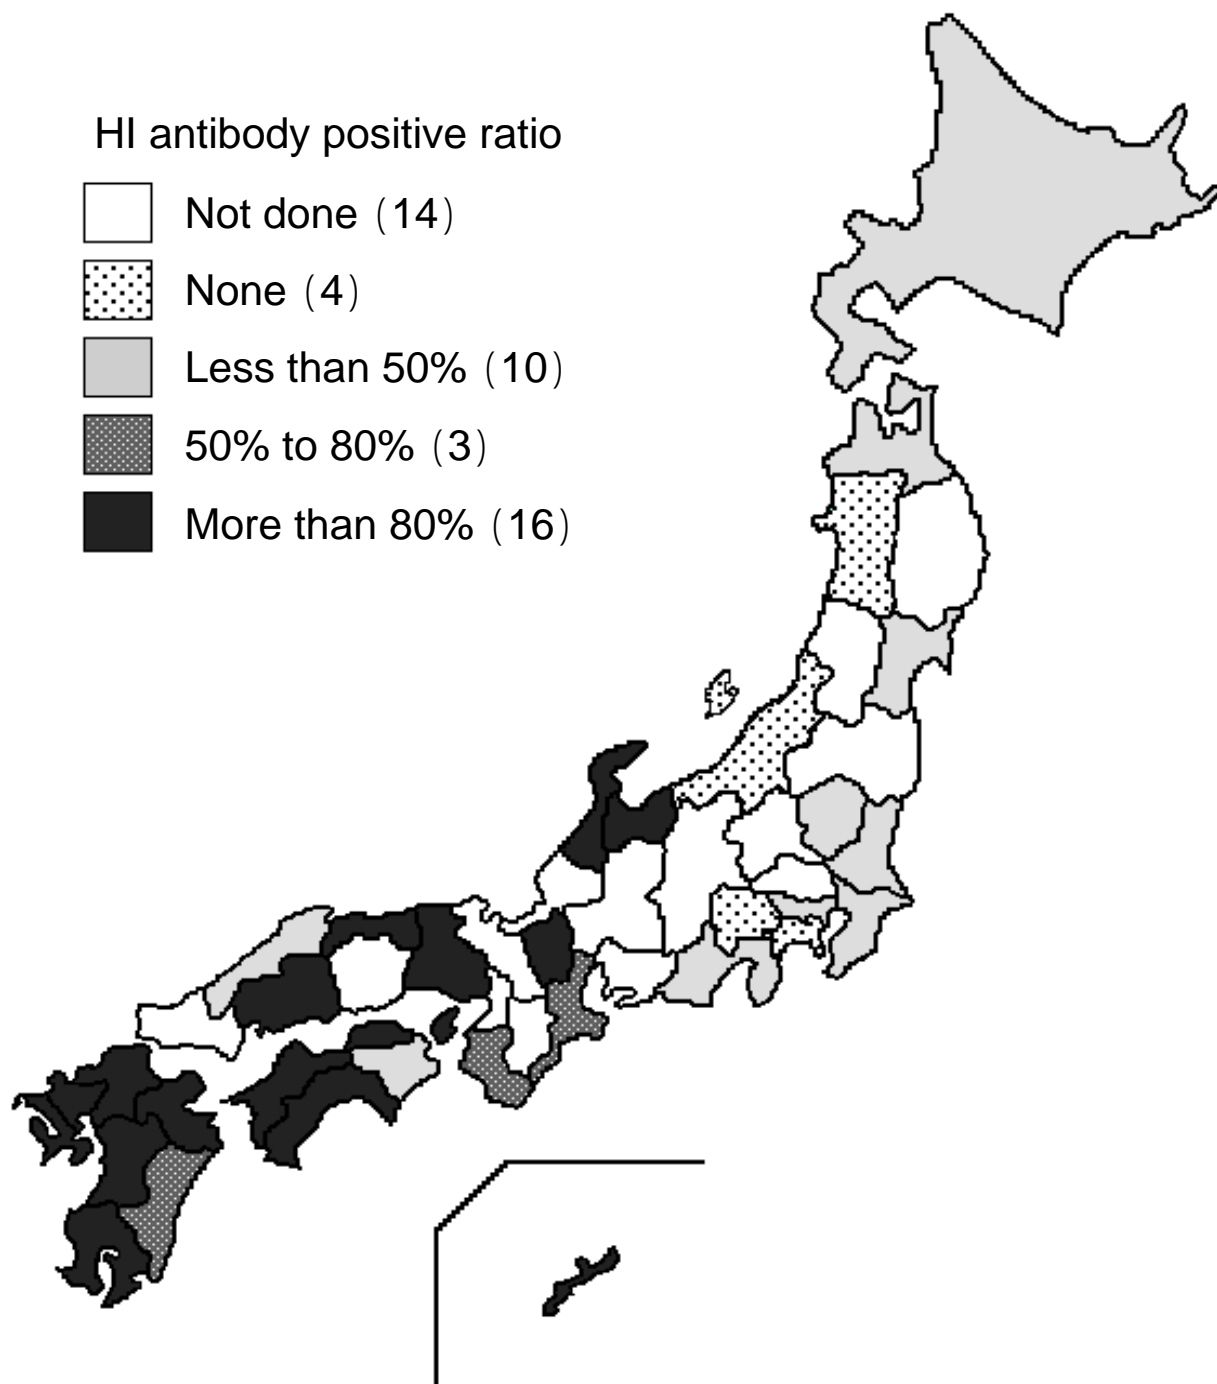 HI antibody positive ratio
Not done (14)
None (4)
Less than 50% (10)
50% to 80% (3)
More than 80% (16)